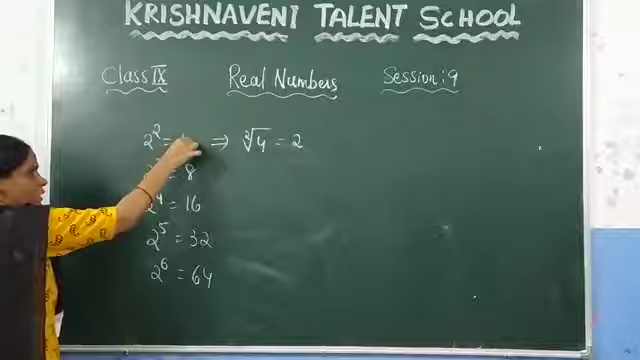 KRISHNAVENI TALENT SCHOOL
Class IX Real Numbers Session: 9
2² = ⇒ ²√4 = 2
= 8
2⁴ = 16
2⁵ = 32
2⁶ = 64